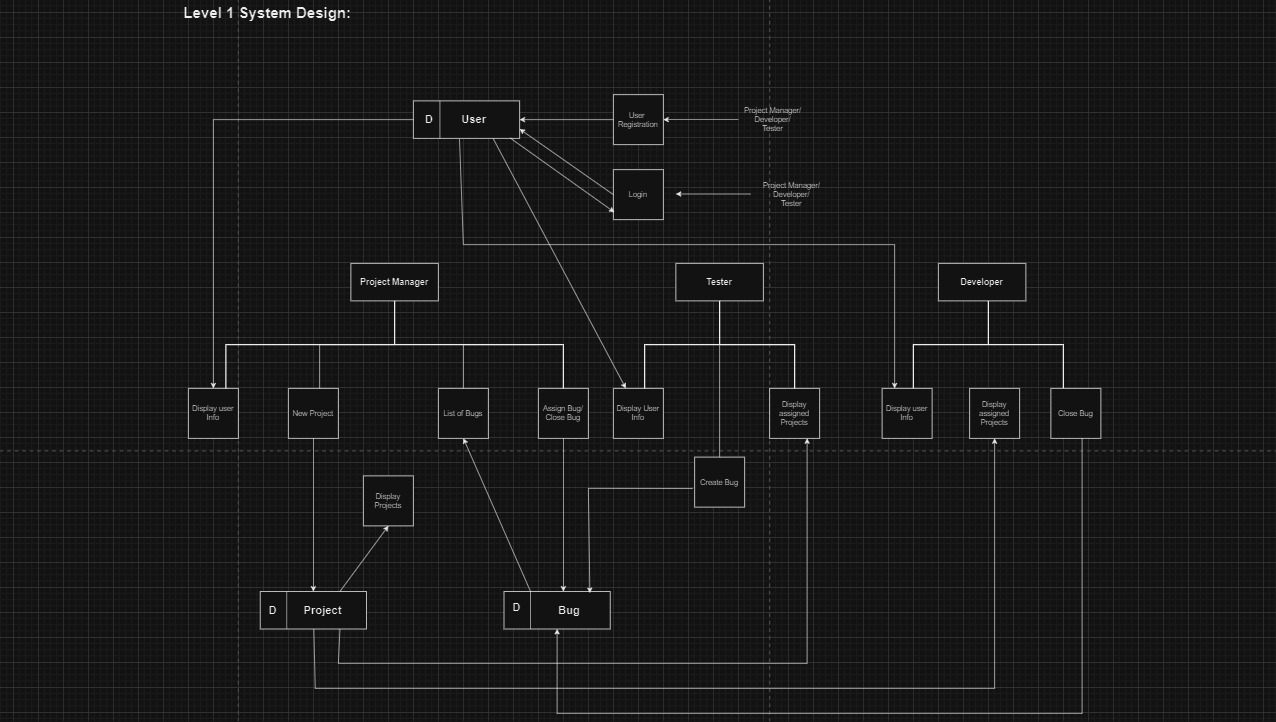 Level 1 System Design:
D
User
User
Registration
Project Manager/
Developer/
Tester
Login
Project Manager/
Developer/
Tester
Project Manager
Tester
Developer
Display user
Info
New Project
List of Bugs
Assign Bug/
Close Bug
Display User
Info
Display
assigned
Projects
Display user
Info
Display
assigned
Projects
Close Bug
Create Bug
Display
Projects
D
Project
D
Bug